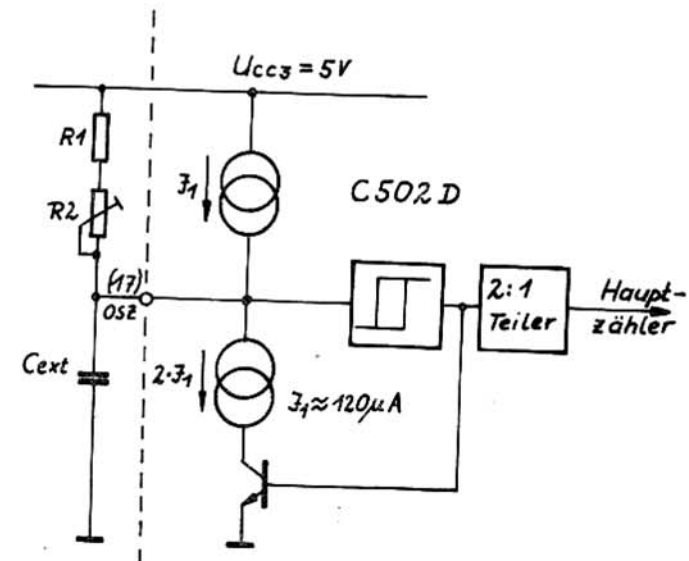 Ucc3 = 5V
R1
R2
J1
C502D
(17)
OSZ
2:1
Teiler
Haupt-
zähler
Cext
2·J1
J1 ≈ 120µA